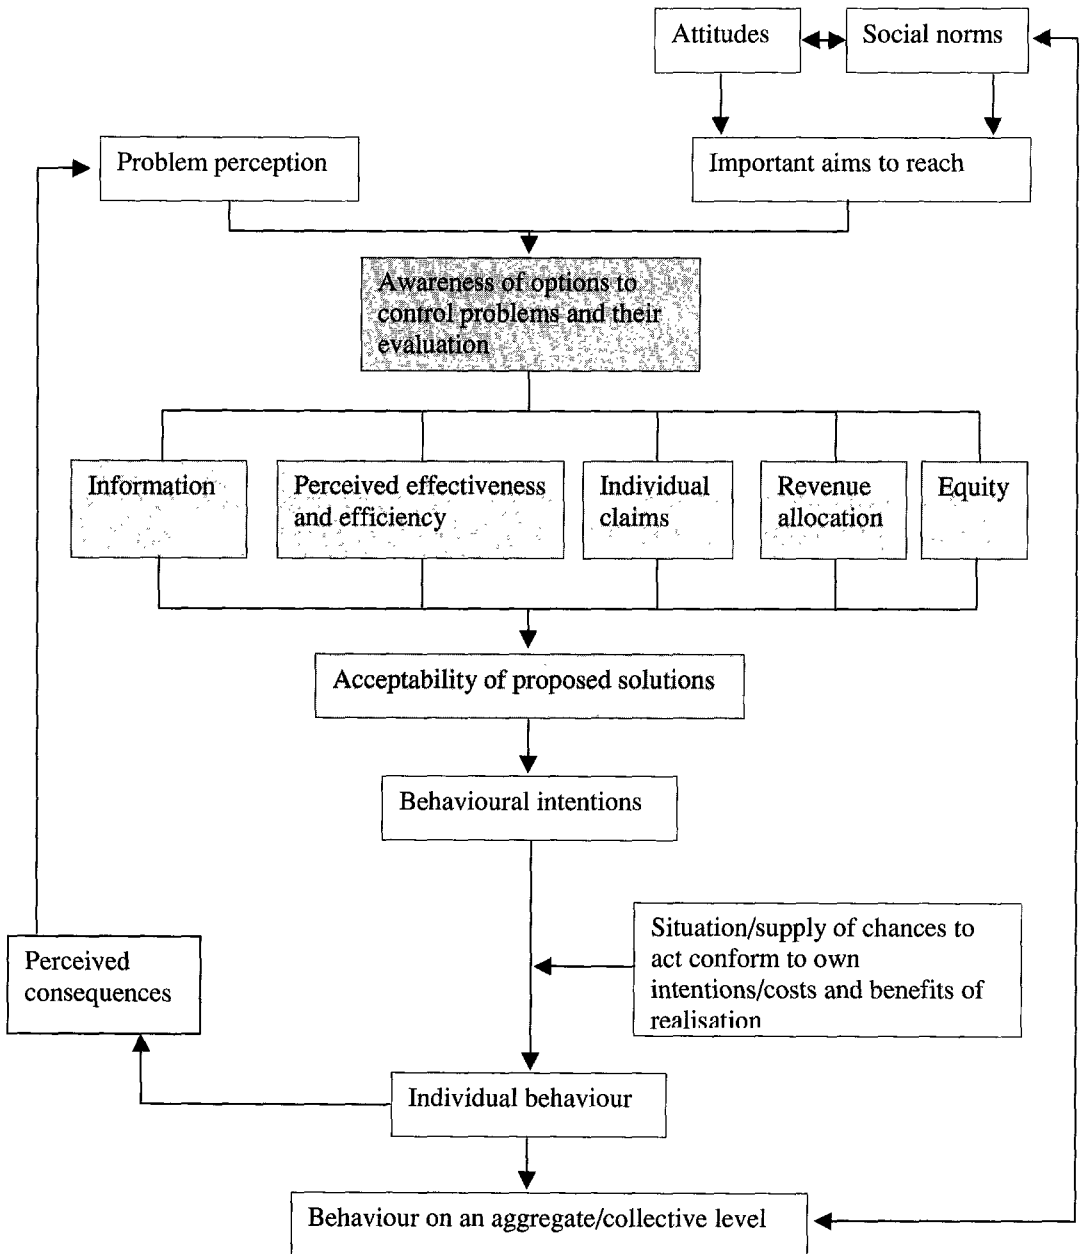 Attitudes
Social norms
Problem perception
Important aims to reach
Awareness of options to
control problems and their
evaluation
Information
Perceived effectiveness
and efficiency
Individual
claims
Revenue
allocation
Equity
Acceptability of proposed solutions
Behavioural intentions
Situation/supply of chances to
act conform to own
intentions/costs and benefits of
realisation
Perceived
consequences
Individual behaviour
Behaviour on an aggregate/collective level